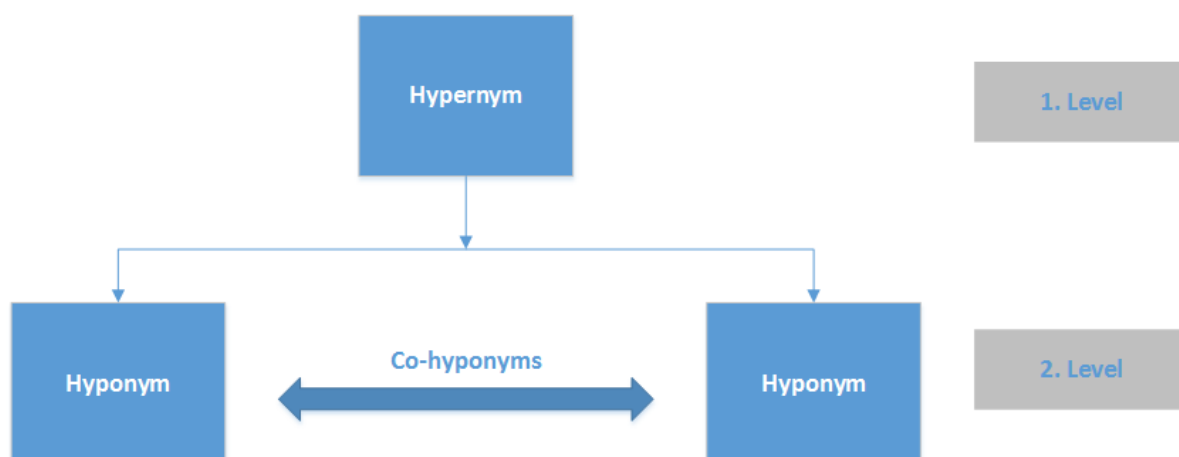 Hypernym
1. Level
Co-hyponyms
Hyponym
Hyponym
2. Level